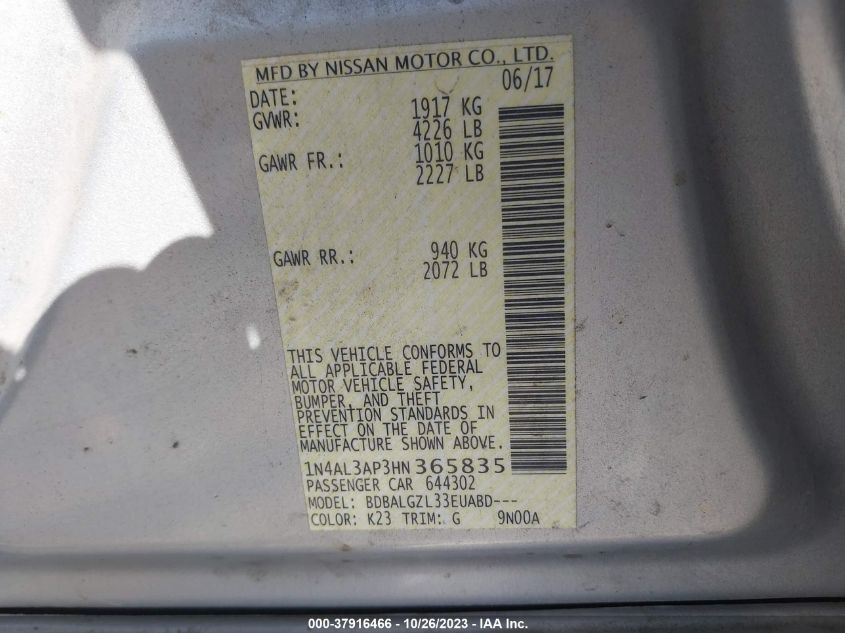 MFD BY NISSAN MOTOR CO., LTD.
DATE: 06/17
GVWR: 1917 KG
4226 LB
GAWR FR.: 1010 KG
2227 LB
GAWR RR.: 940 KG
2072 LB
THIS VEHICLE CONFORMS TO
ALL APPLICABLE FEDERAL
MOTOR VEHICLE SAFETY,
BUMPER, AND THEFT
PREVENTION STANDARDS IN
EFFECT ON THE DATE OF
MANUFACTURE SHOWN ABOVE.
1N4AL3AP3HN365835
PASSENGER CAR 644302
MODEL: BDBALGZL33EUABD---
COLOR: K23 TRIM: G 9N00A
000-37916466 - 10/26/2023 - IAA Inc.